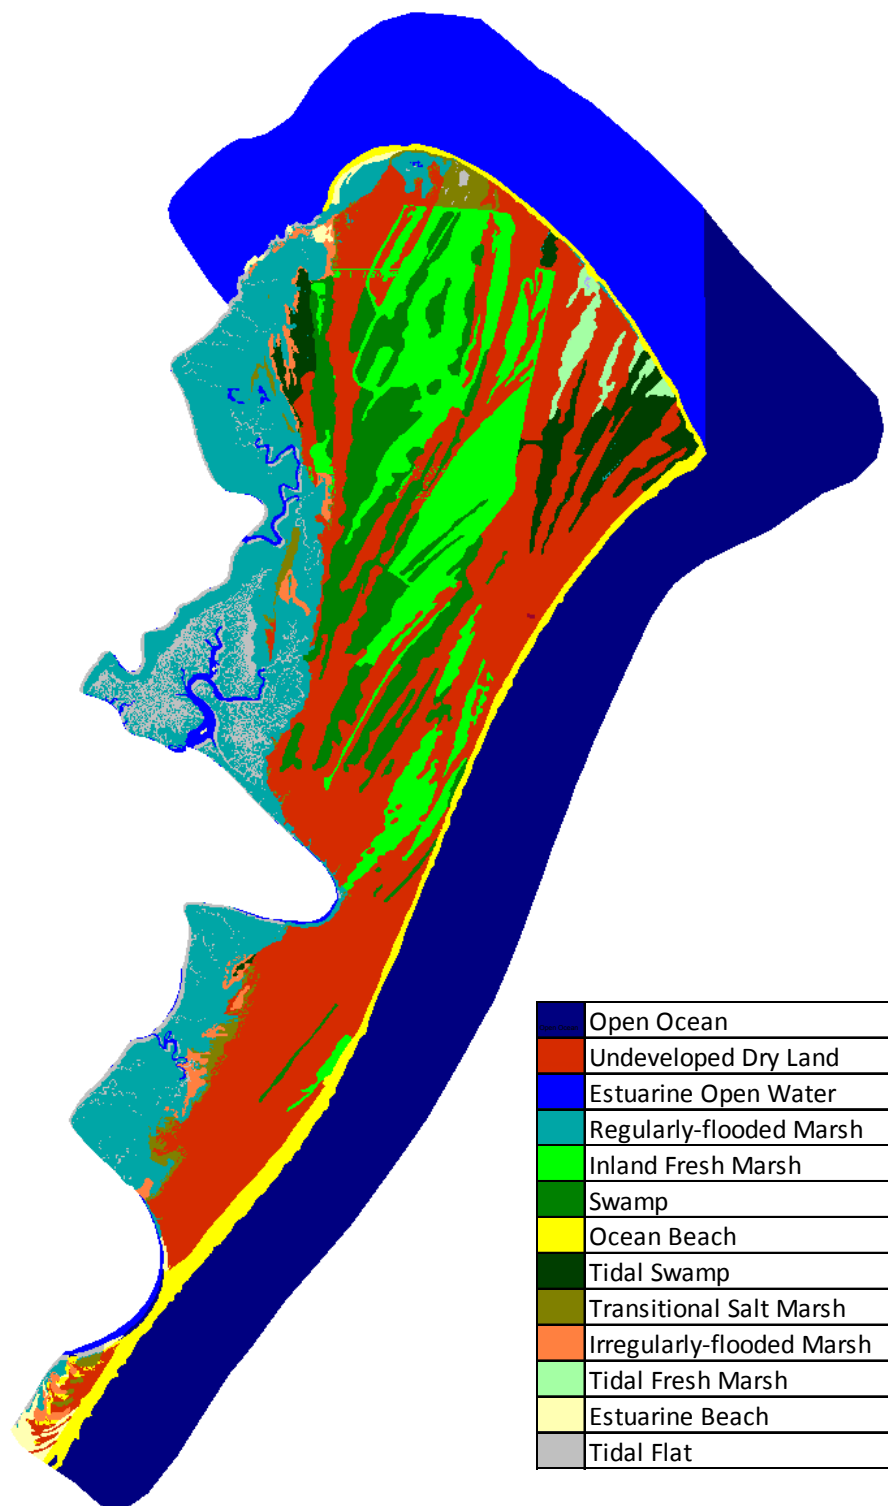 Open Ocean
Undeveloped Dry Land
Estuarine Open Water
Regularly-flooded Marsh
Inland Fresh Marsh
Swamp
Ocean Beach
Tidal Swamp
Transitional Salt Marsh
Irregularly-flooded Marsh
Tidal Fresh Marsh
Estuarine Beach
Tidal Flat